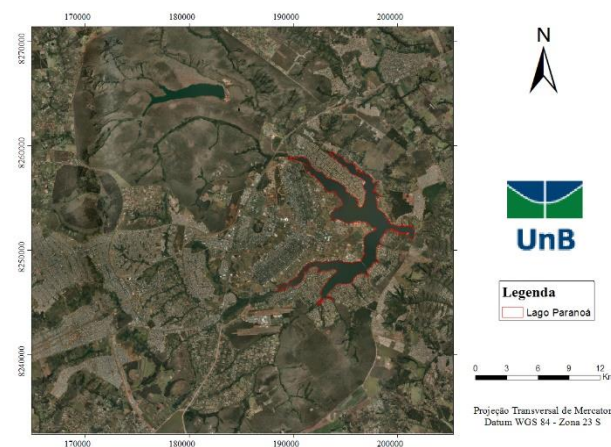 170000 180000 190000 200000
8270000
8260000
8250000
8240000
170000 180000 190000 200000
N
UnB
Legenda
Lago Paranoá
0 3 6 9 12
Km
Projeção Transversal de Mercator
Datum WGS 84 - Zona 23 S